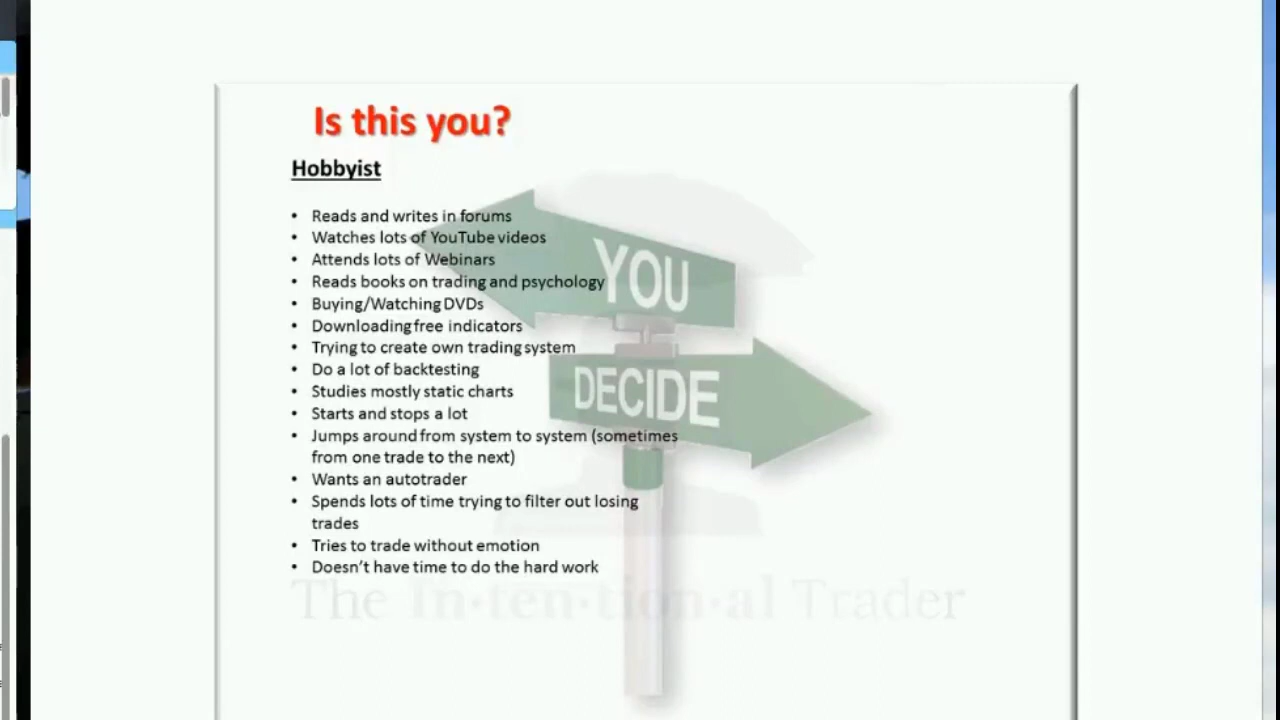 Is this you?
Hobbyist
• Reads and writes in forums
• Watches lots of YouTube videos
• Attends lots of Webinars
• Reads books on trading and psychology
• Buying/Watching DVDs
• Downloading free indicators
• Trying to create own trading system
• Do a lot of backtesting
• Studies mostly static charts
• Starts and stops a lot
• Jumps around from system to system (sometimes
from one trade to the next)
• Wants an autotrader
• Spends lots of time trying to filter out losing
trades
• Tries to trade without emotion
• Doesn't have time to do the hard work
YOU
DECIDE
The In·ten·tion·al Trader